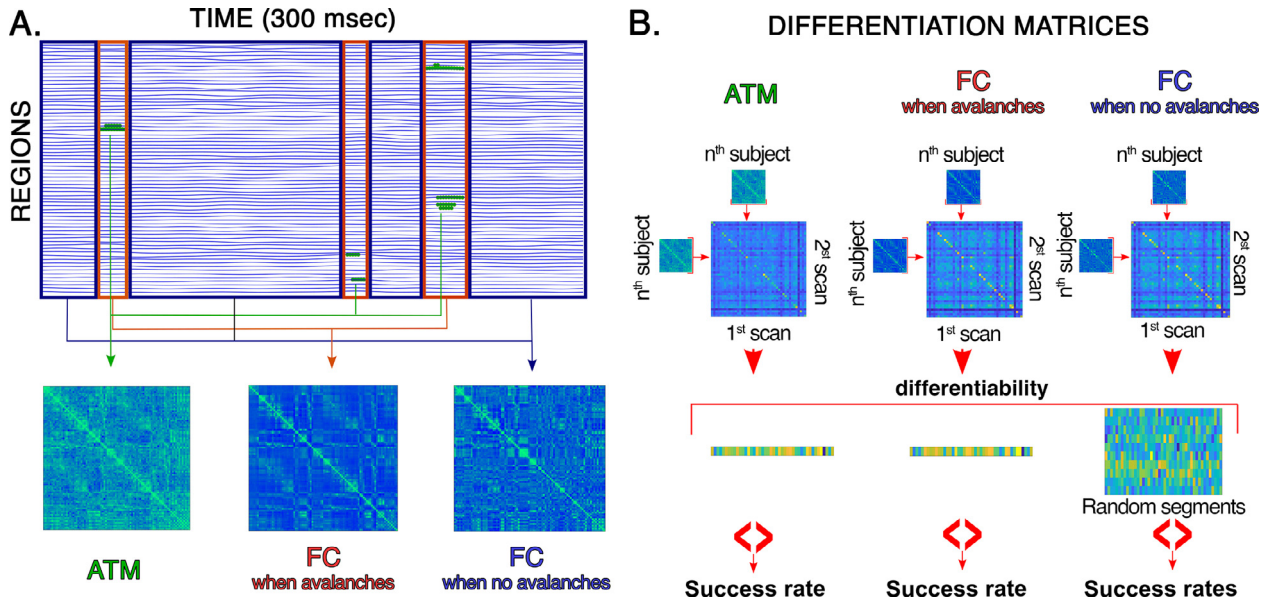 A.
TIME (300 msec)
REGIONS
ATM
FC
when avalanches
FC
when no avalanches
B.
DIFFERENTIATION MATRICES
ATM
FC
when avalanches
FC
when no avalanches
nth subject
nth subject
nth subject
nth subject
2st scan
nth subject
2st scan
nth subject
2st scan
1st scan
1st scan
1st scan
differentiability
Random segments
< >
< >
< >
Success rate
Success rate
Success rates